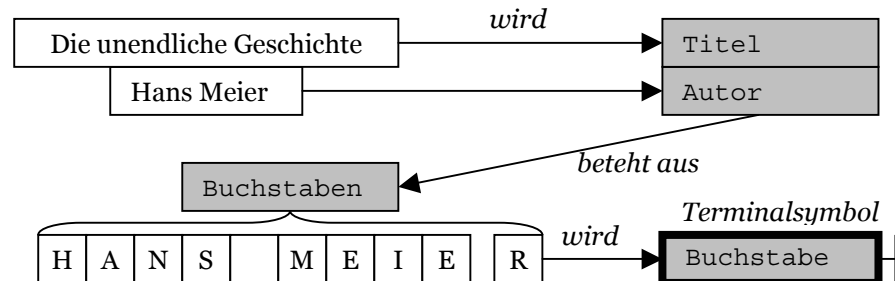 wird
Die unendliche Geschichte Titel
Hans Meier Autor
beteht aus
Buchstaben
Terminalsymbol
wird
H A N S M E I E R Buchstabe